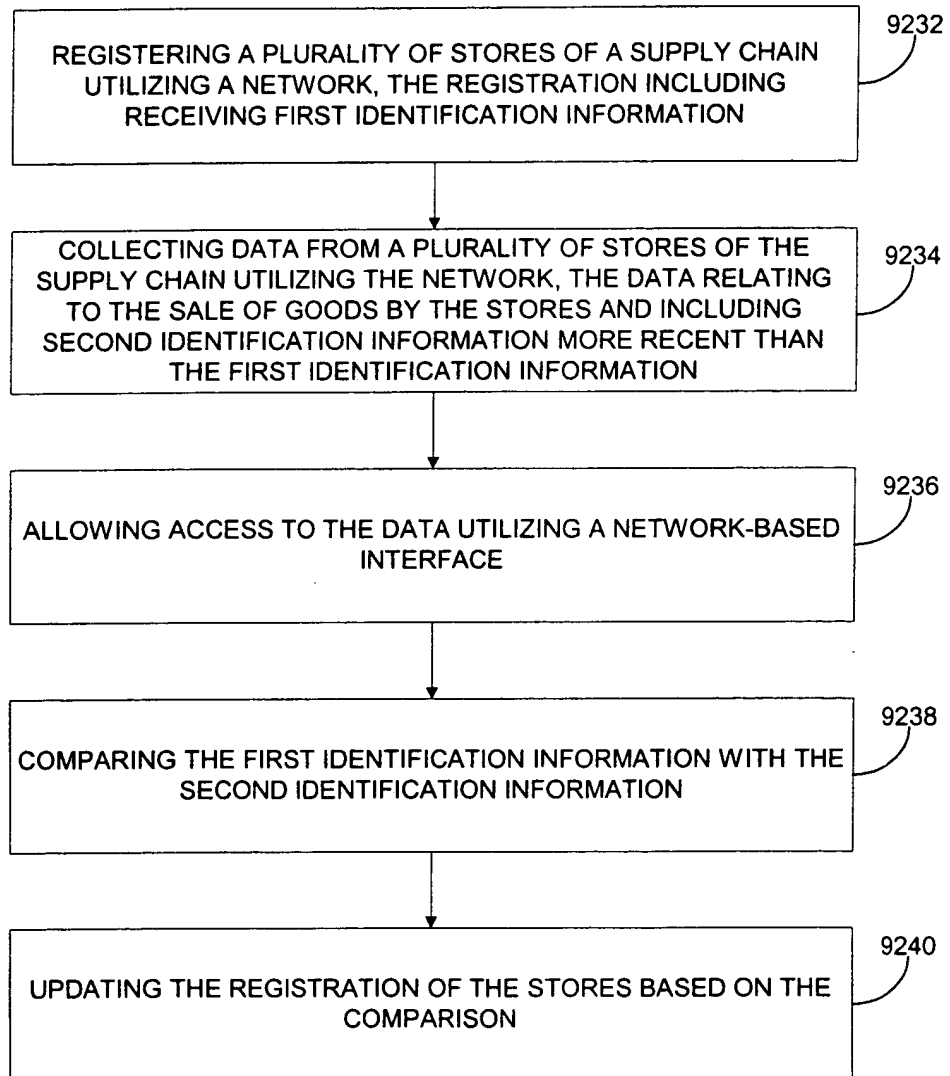 9232
REGISTERING A PLURALITY OF STORES OF A SUPPLY CHAIN
UTILIZING A NETWORK, THE REGISTRATION INCLUDING
RECEIVING FIRST IDENTIFICATION INFORMATION
9234
COLLECTING DATA FROM A PLURALITY OF STORES OF THE
SUPPLY CHAIN UTILIZING THE NETWORK, THE DATA RELATING
TO THE SALE OF GOODS BY THE STORES AND INCLUDING
SECOND IDENTIFICATION INFORMATION MORE RECENT THAN
THE FIRST IDENTIFICATION INFORMATION
9236
ALLOWING ACCESS TO THE DATA UTILIZING A NETWORK-BASED
INTERFACE
9238
COMPARING THE FIRST IDENTIFICATION INFORMATION WITH THE
SECOND IDENTIFICATION INFORMATION
9240
UPDATING THE REGISTRATION OF THE STORES BASED ON THE
COMPARISON